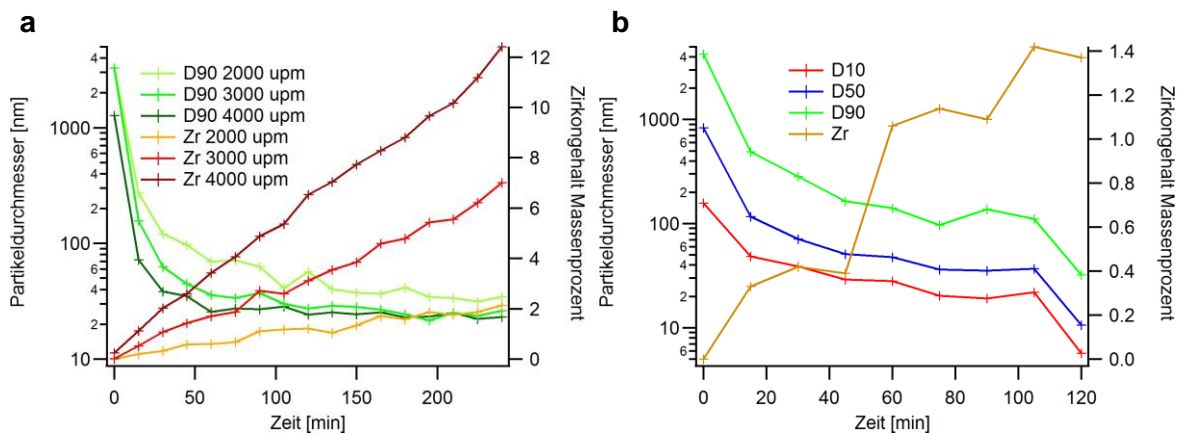 a
Partikeldurchmesser [nm]
4
2
1000
6
4
2
100
6
4
2
10
D90 2000 upm
D90 3000 upm
D90 4000 upm
Zr 2000 upm
Zr 3000 upm
Zr 4000 upm
12
10
8
6
4
2
0
Zirkongehalt Massenprozent
0 50 100 150 200
Zeit [min]
b
Partikeldurchmesser [nm]
4
2
1000
6
4
2
100
6
4
2
10
6
D10
D50
D90
Zr
1.4
1.2
1.0
0.8
0.6
0.4
0.2
0.0
Zirkongehalt Massenprozent
0 20 40 60 80 100 120
Zeit [min]